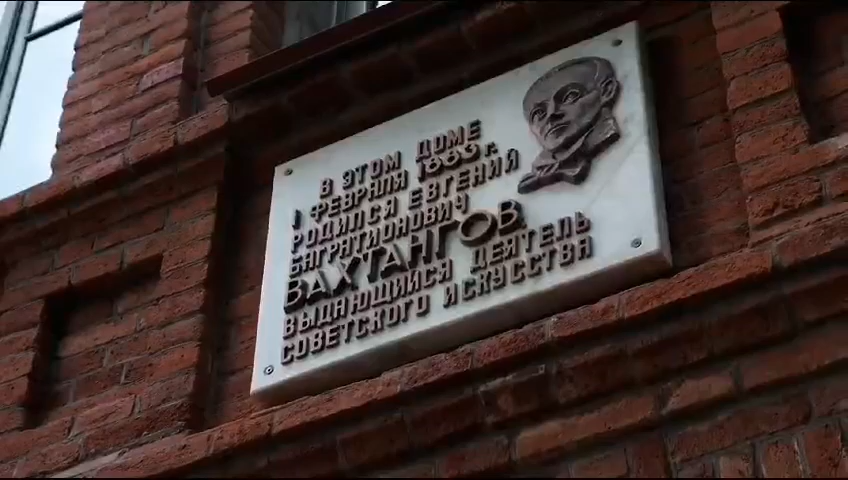 В ЭТОМ ДОМЕ
1 ФЕВРАЛЯ 1883 г.
РОДИЛСЯ ЕВГЕНИЙ
БАГРАТИОНОВИЧ
ВАХТАНГОВ
ВЫДАЮЩИЙСЯ ДЕЯТЕЛЬ
СОВЕТСКОГО ИСКУССТВА